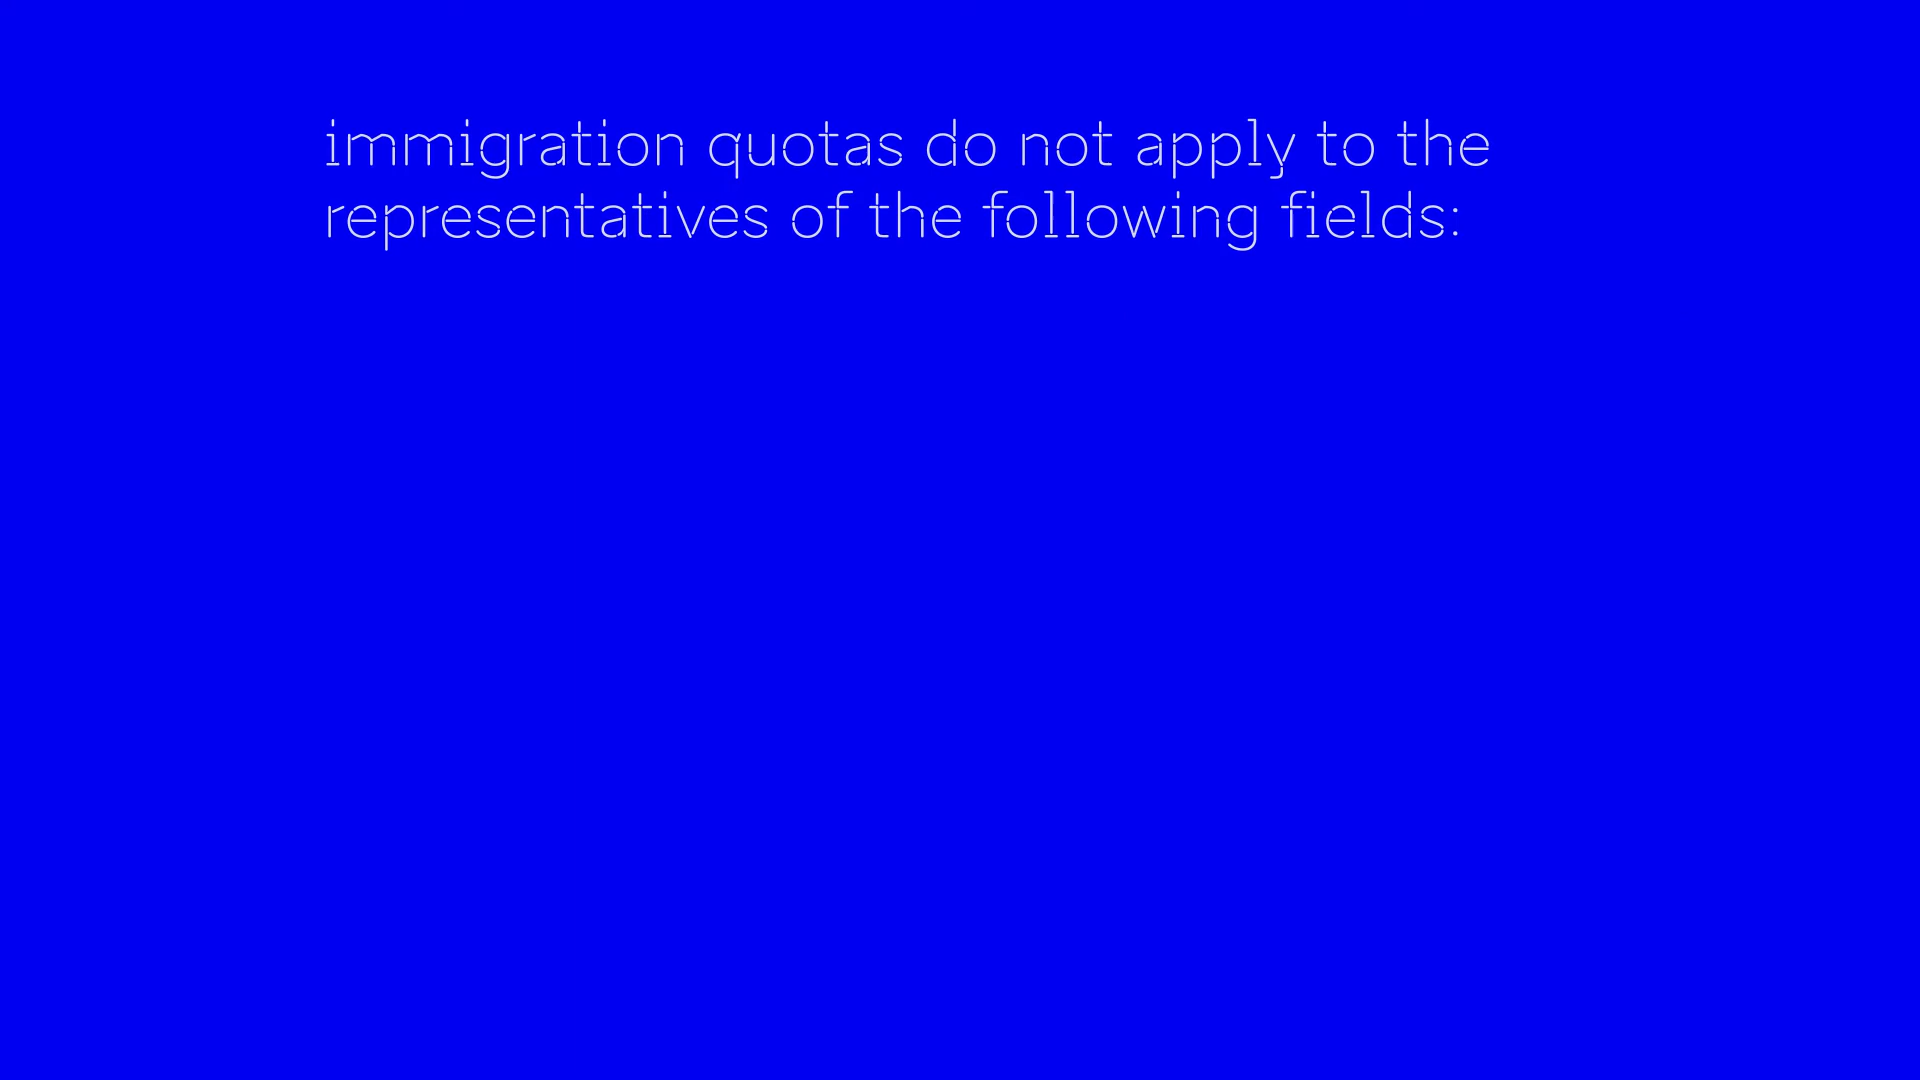 immigration quotas do not apply to the
representatives of the following fields: